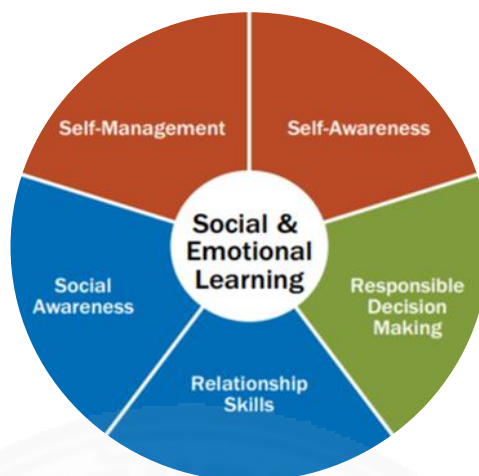 Self-Management
Self-Awareness
Social &
Emotional
Learning
Social
Awareness
Responsible
Decision
Making
Relationship
Skills